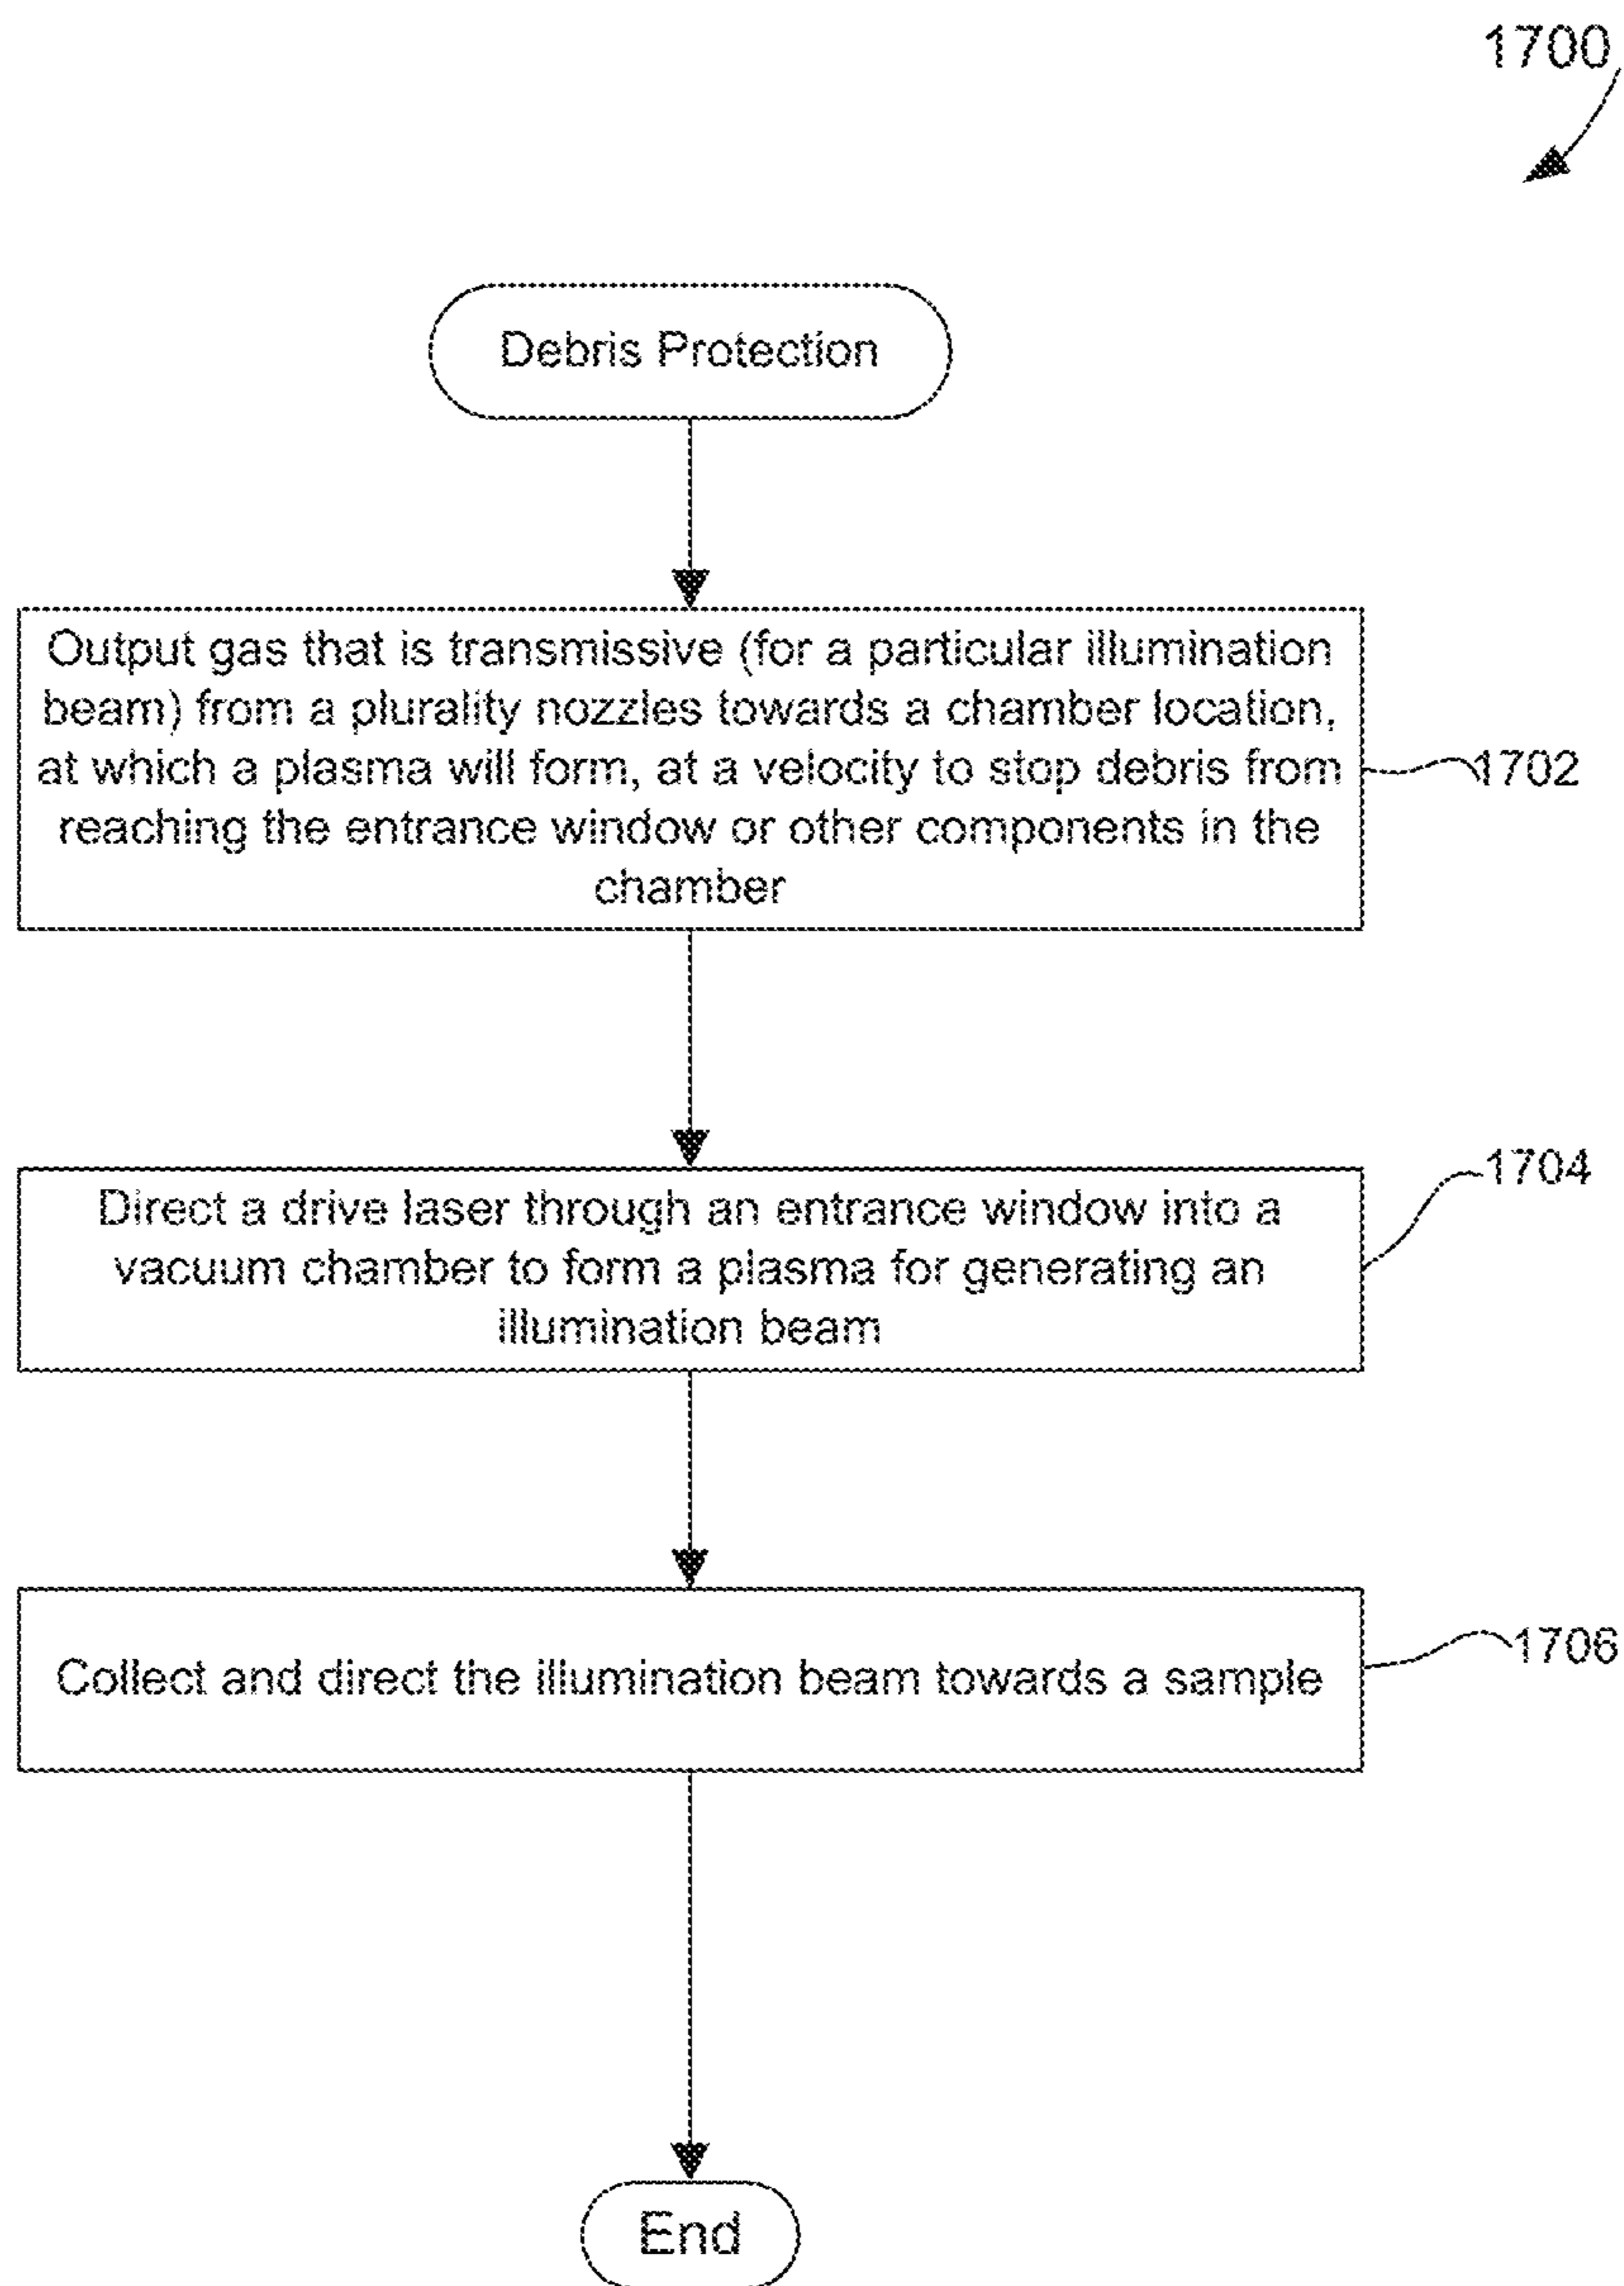 1700
Debris Protection
Output gas that is transmissive (for a particular illumination
beam) from a plurality nozzles towards a chamber location,
at which a plasma will form, at a velocity to stop debris from
reaching the entrance window or other components in the
chamber
1702
Direct a drive laser through an entrance window into a
vacuum chamber to form a plasma for generating an
illumination beam
1704
Collect and direct the illumination beam towards a sample
1706
End